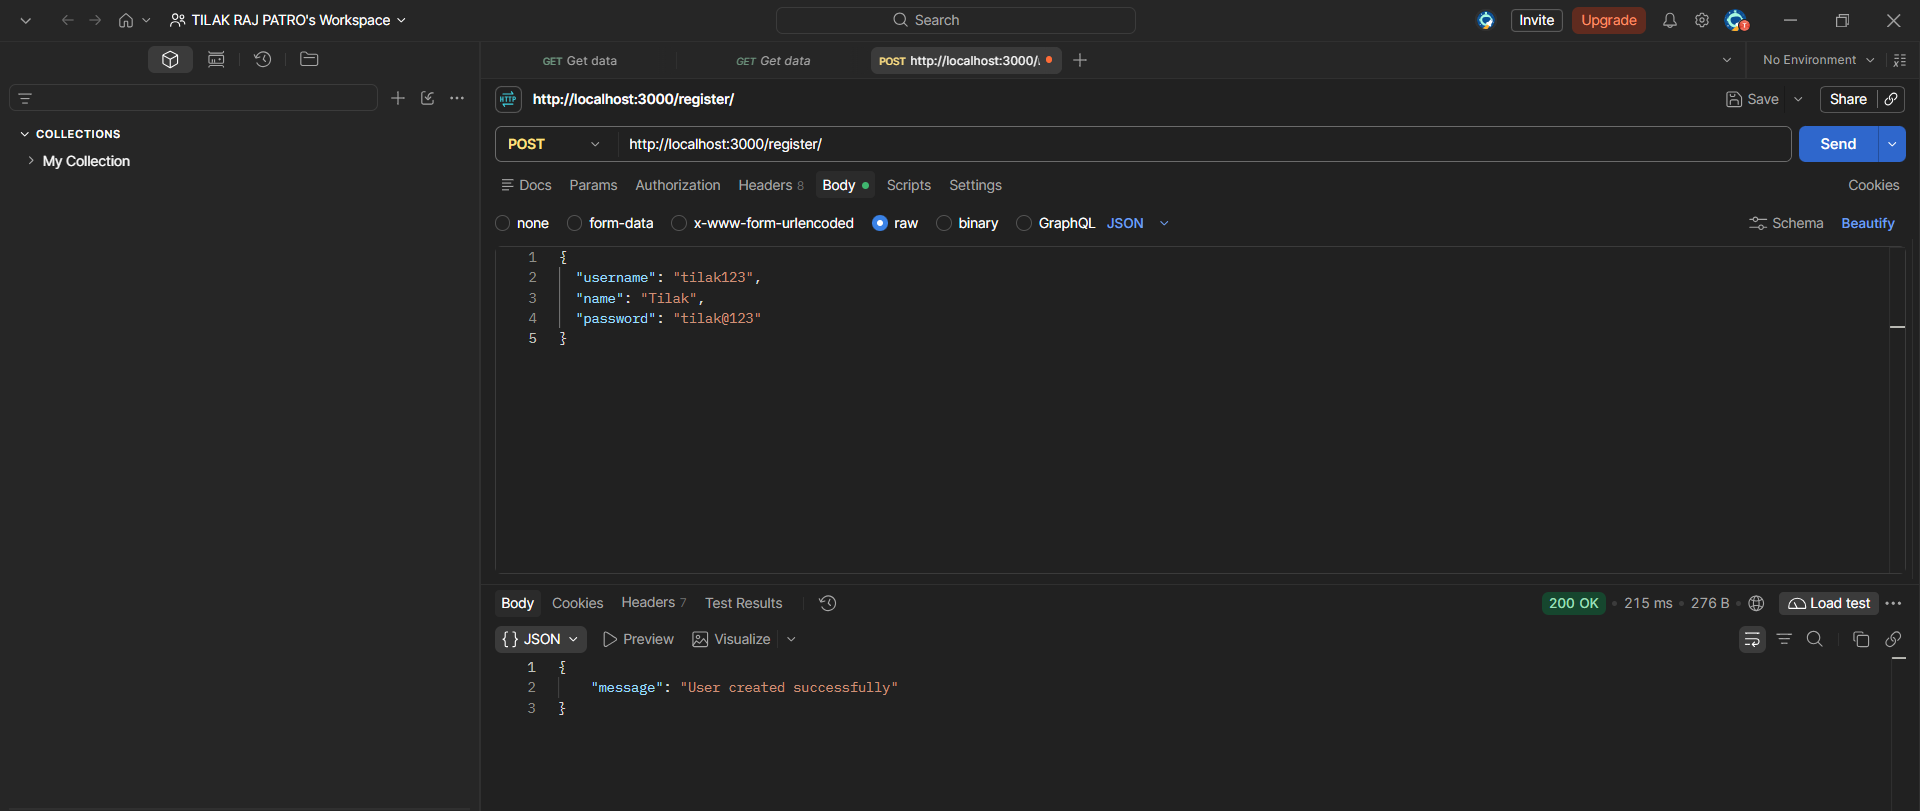 TILAK RAJ PATRO's Workspace
Search
Invite
Upgrade
T
GET Get data
GET Get data
POST http://localhost:3000/.
No Environment
HTTP http://localhost:3000/register/
Save
Share
COLLECTIONS
My Collection
POST
http://localhost:3000/register/
Send
Docs Params Authorization Headers 8 Body Scripts Settings
Cookies
none form-data x-www-form-urlencoded raw binary GraphQL JSON
Schema Beautify
1 {
2 "username": "tilak123",
3 "name": "Tilak",
4 "password": "tilak@123"
5 }
Body Cookies Headers 7 Test Results
200 OK • 215 ms • 276 B •
Load test
{} JSON Preview Visualize
1 {
2 "message": "User created successfully"
3 }